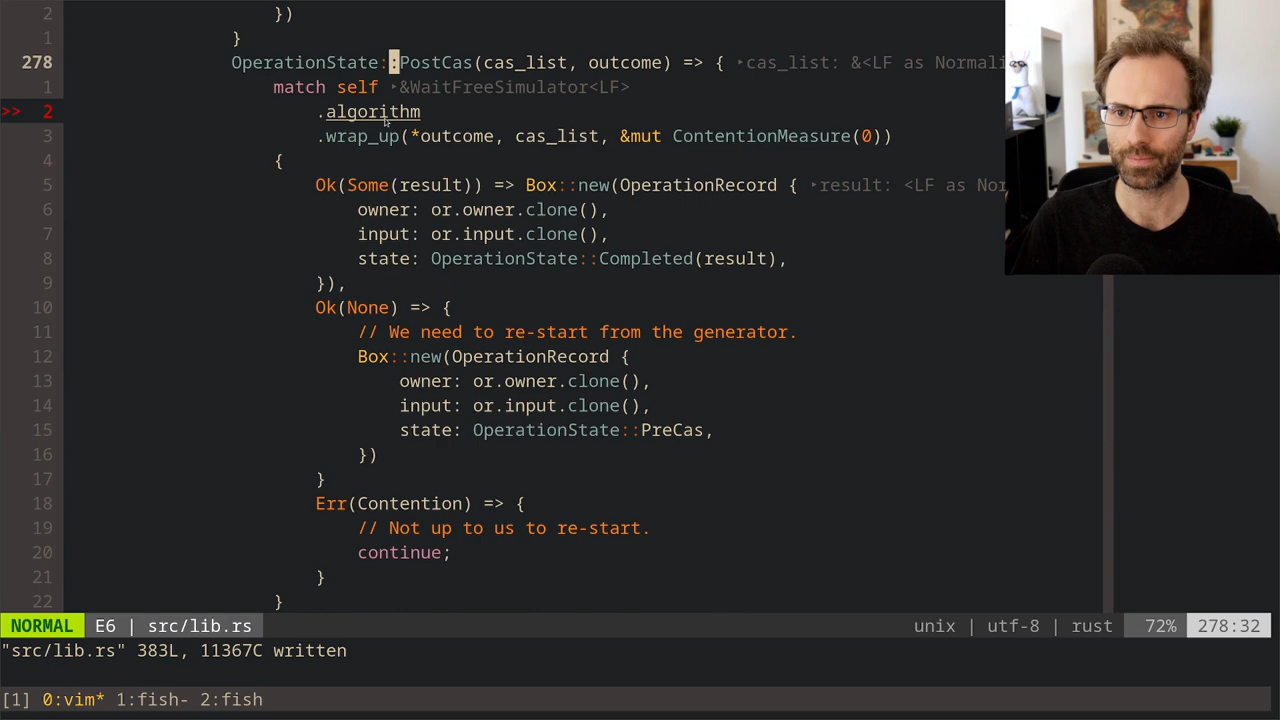 2 })
1 }
278 OperationState::PostCas(cas_list, outcome) => { ‣cas_list: &<LF as Normali
1 match self ‣&WaitFreeSimulator<LF>
>> 2 .algorithm
3 .wrap_up(*outcome, cas_list, &mut ContentionMeasure(0))
4 {
5 Ok(Some(result)) => Box::new(OperationRecord { ‣result: <LF as Nor
6 owner: or.owner.clone(),
7 input: or.input.clone(),
8 state: OperationState::Completed(result),
9 }),
10 Ok(None) => {
11 // We need to re-start from the generator.
12 Box::new(OperationRecord {
13 owner: or.owner.clone(),
14 input: or.input.clone(),
15 state: OperationState::PreCas,
16 })
17 }
18 Err(Contention) => {
19 // Not up to us to re-start.
20 continue;
21 }
22 }
NORMAL E6 | src/lib.rs unix | utf-8 | rust 72% 278:32
"src/lib.rs" 383L, 11367C written
[1] 0:vim* 1:fish- 2:fish